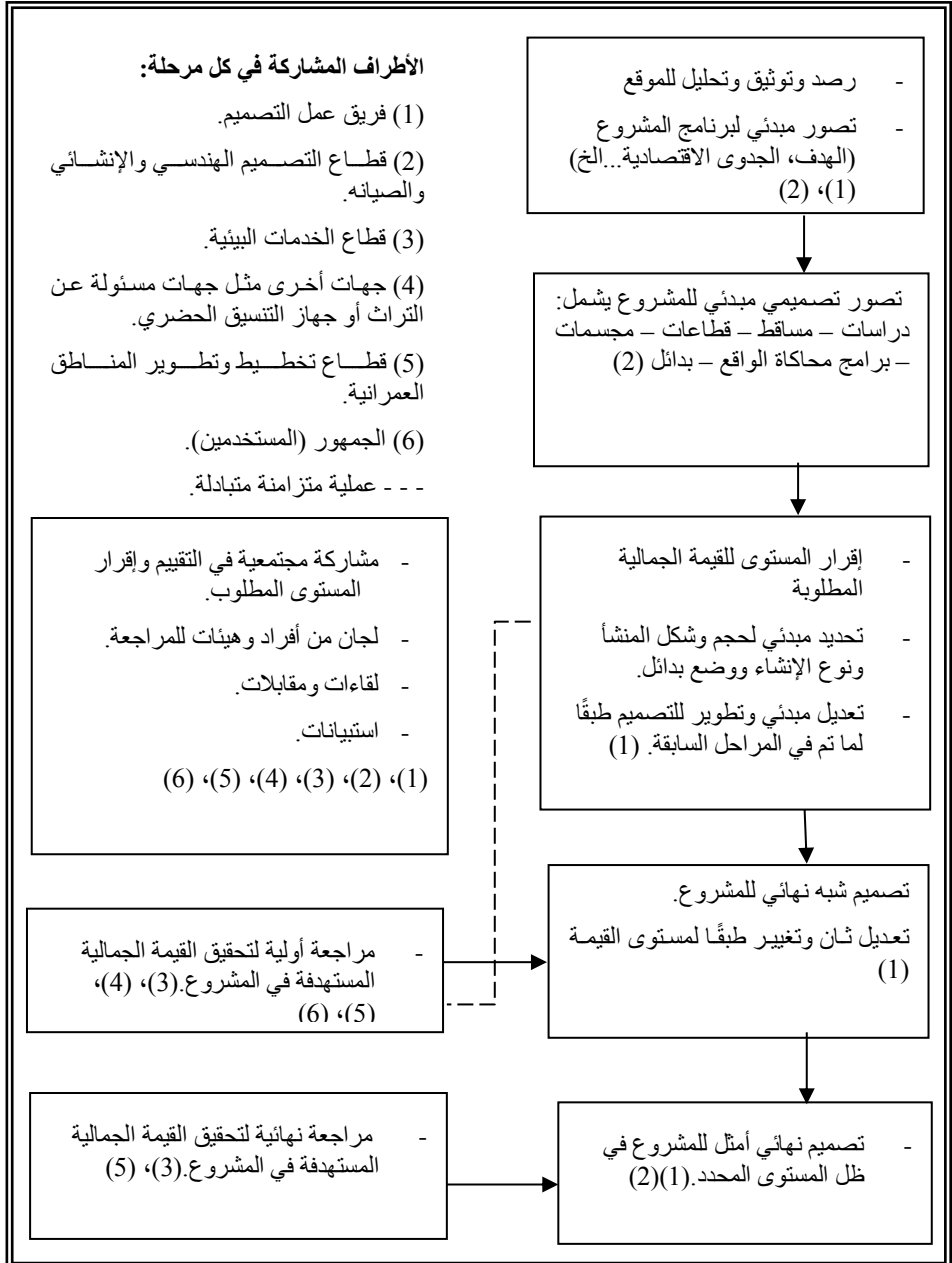 - رصد وتوثيق وتحليل للموقع
- تصور مبدئي لبرنامج المشروع
(الهدف، الجدوى الاقتصادية...الخ)
(1)، (2)
تصور تصميمي مبدئي للمشروع يشمل:
دراسات – مساقط – قطاعات – مجسمات
– برامج محاكاة الواقع – بدائل (2)
- إقرار المستوى للقيمة الجمالية
المطلوبة
- تحديد مبدئي لحجم وشكل المنشأ
ونوع الإنشاء ووضع بدائل.
- تعديل مبدئي وتطوير للتصميم طبقًا
لما تم في المراحل السابقة. (1)
تصميم شبه نهائي للمشروع.
تعديل ثان وتغيير طبقًا لمستوى القيمة
(1)
- تصميم نهائي أمثل للمشروع في
ظل المستوى المحدد.(1)(2)
الأطراف المشاركة في كل مرحلة:
(1) فريق عمل التصميم.
(2) قطاع التصميم الهندسي والإنشائي
والصيانه.
(3) قطاع الخدمات البيئية.
(4) جهات أخرى مثل جهات مسئولة عن
التراث أو جهاز التنسيق الحضري.
(5) قطاع تخطيط وتطوير المناطق
العمرانية.
(6) الجمهور (المستخدمين).
- - - عملية متزامنة متبادلة.
- مشاركة مجتمعية في التقييم وإقرار
المستوى المطلوب.
- لجان من أفراد وهيئات للمراجعة.
- لقاءات ومقابلات.
- استبيانات.
(1)، (2)، (3)، (4)، (5)، (6)
- مراجعة أولية لتحقيق القيمة الجمالية
المستهدفة في المشروع.(3)، (4)،
(5)، (6)
- مراجعة نهائية لتحقيق القيمة الجمالية
المستهدفة في المشروع.(3)، (5)